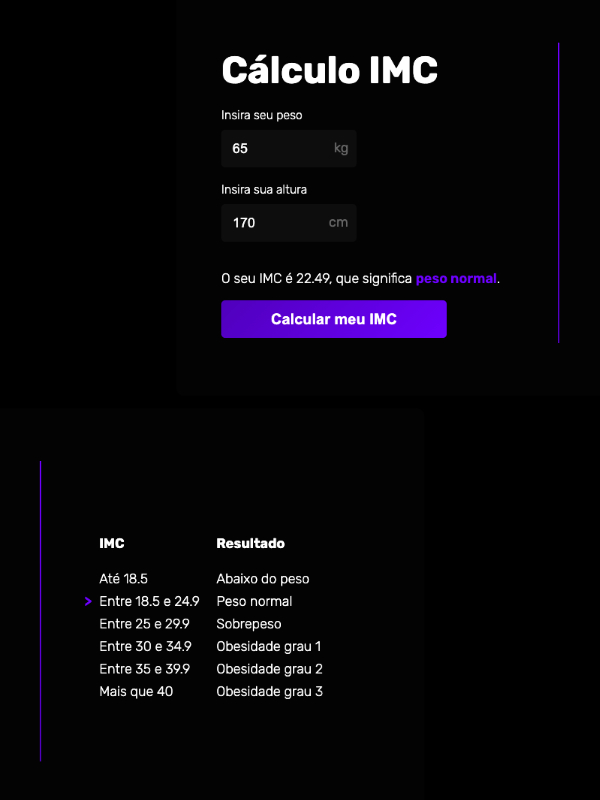 Cálculo IMC
Insira seu peso
65 kg
Insira sua altura
170 cm
O seu IMC é 22.49, que significa peso normal.
Calcular meu IMC
IMC Resultado
Até 18.5 Abaixo do peso
> Entre 18.5 e 24.9 Peso normal
Entre 25 e 29.9 Sobrepeso
Entre 30 e 34.9 Obesidade grau 1
Entre 35 e 39.9 Obesidade grau 2
Mais que 40 Obesidade grau 3